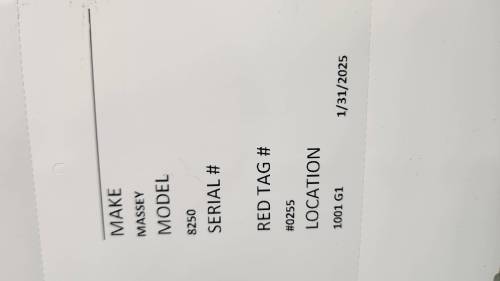 MAKE
MASSEY
MODEL
8250
SERIAL #
RED TAG #
#0255
LOCATION
1001 G1 1/31/2025